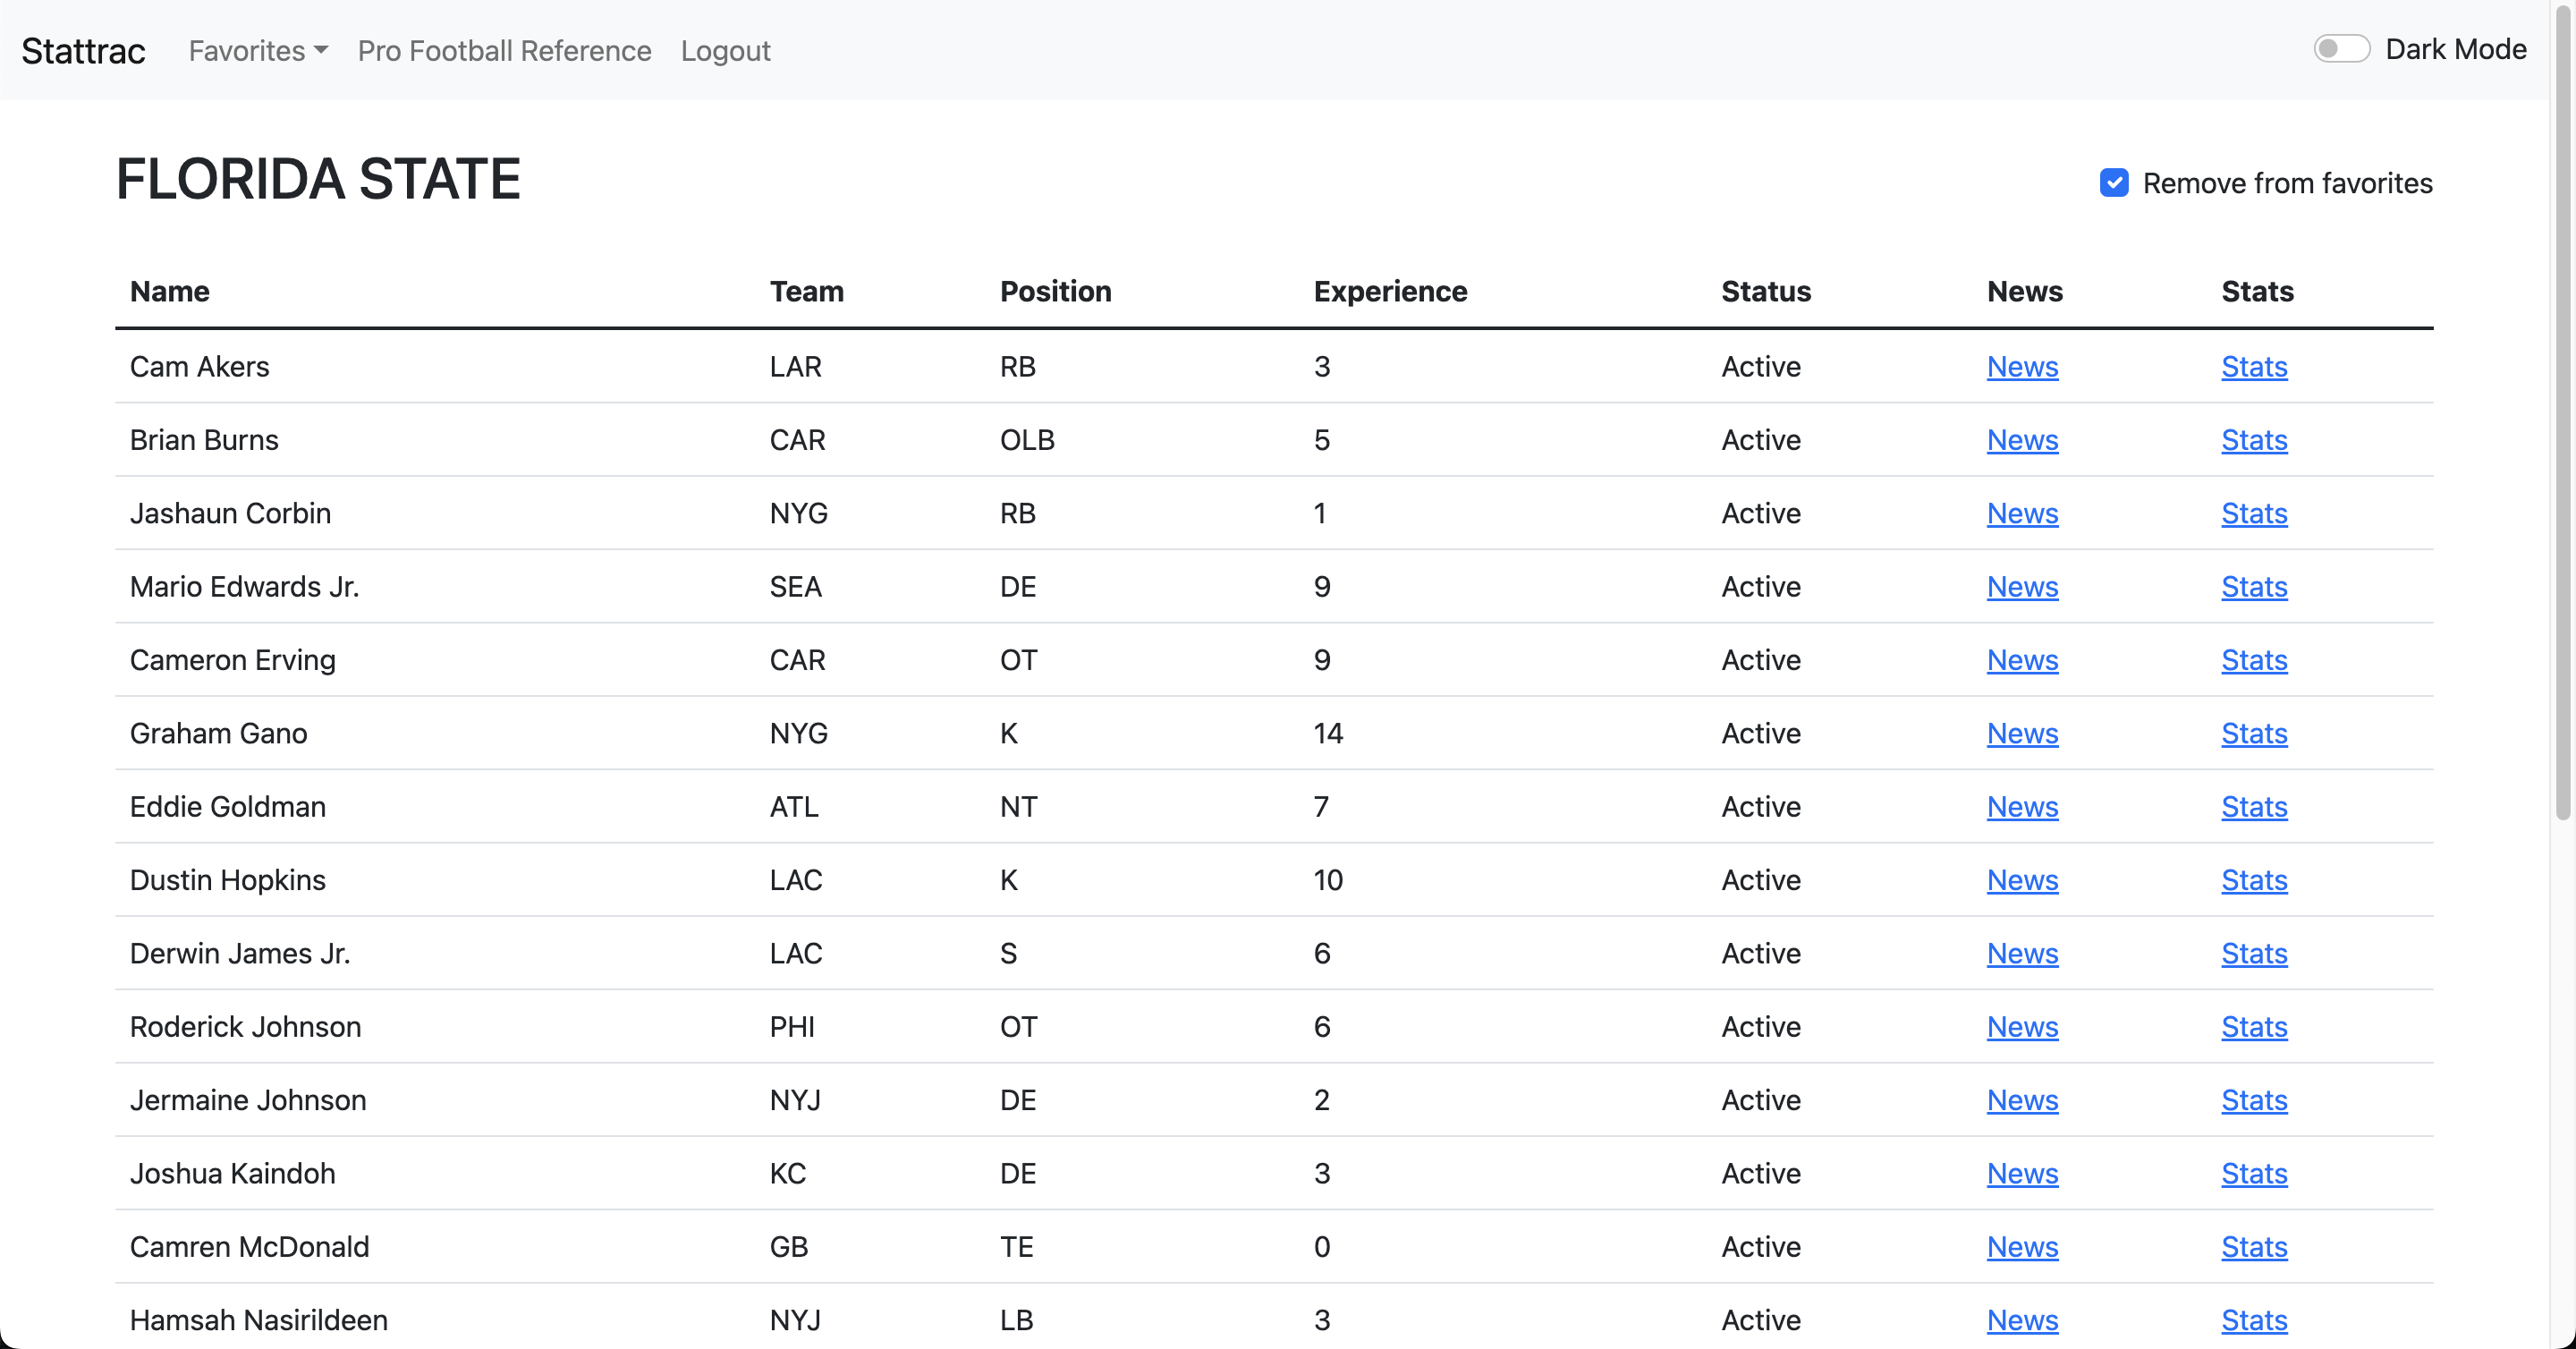 Stattrac Favorites Pro Football Reference Logout Dark Mode
FLORIDA STATE Remove from favorites
Name Team Position Experience Status News Stats
Cam Akers LAR RB 3 Active News Stats
Brian Burns CAR OLB 5 Active News Stats
Jashaun Corbin NYG RB 1 Active News Stats
Mario Edwards Jr. SEA DE 9 Active News Stats
Cameron Erving CAR OT 9 Active News Stats
Graham Gano NYG K 14 Active News Stats
Eddie Goldman ATL NT 7 Active News Stats
Dustin Hopkins LAC K 10 Active News Stats
Derwin James Jr. LAC S 6 Active News Stats
Roderick Johnson PHI OT 6 Active News Stats
Jermaine Johnson NYJ DE 2 Active News Stats
Joshua Kaindoh KC DE 3 Active News Stats
Camren McDonald GB TE 0 Active News Stats
Hamsah Nasirildeen NYJ LB 3 Active News Stats